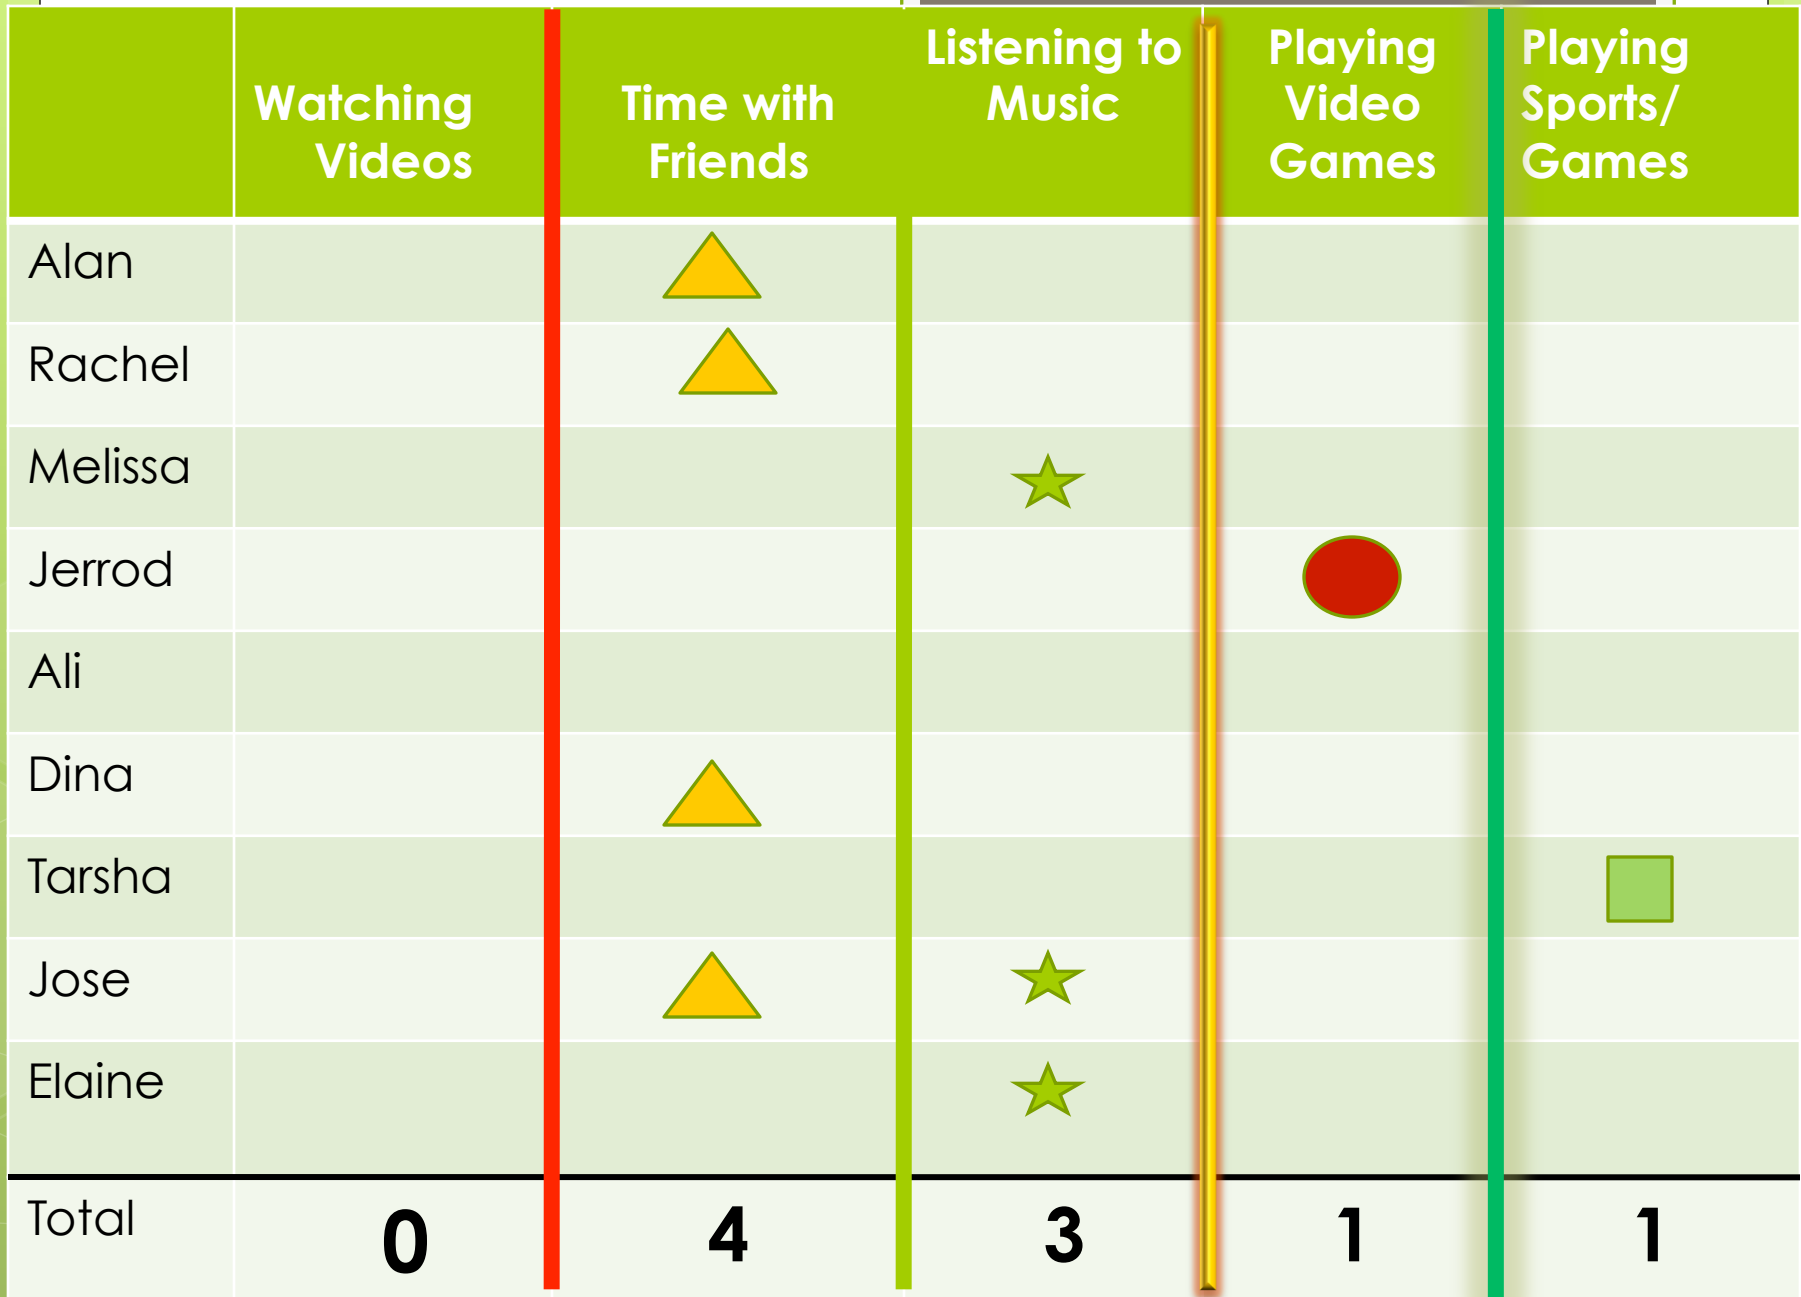 Watching
Videos
Time with
Friends
Listening to
Music
Playing
Video
Games
Playing
Sports/
Games
Alan
Rachel
Melissa
Jerrod
Ali
Dina
Tarsha
Jose
Elaine
Total 0 4 3 1 1